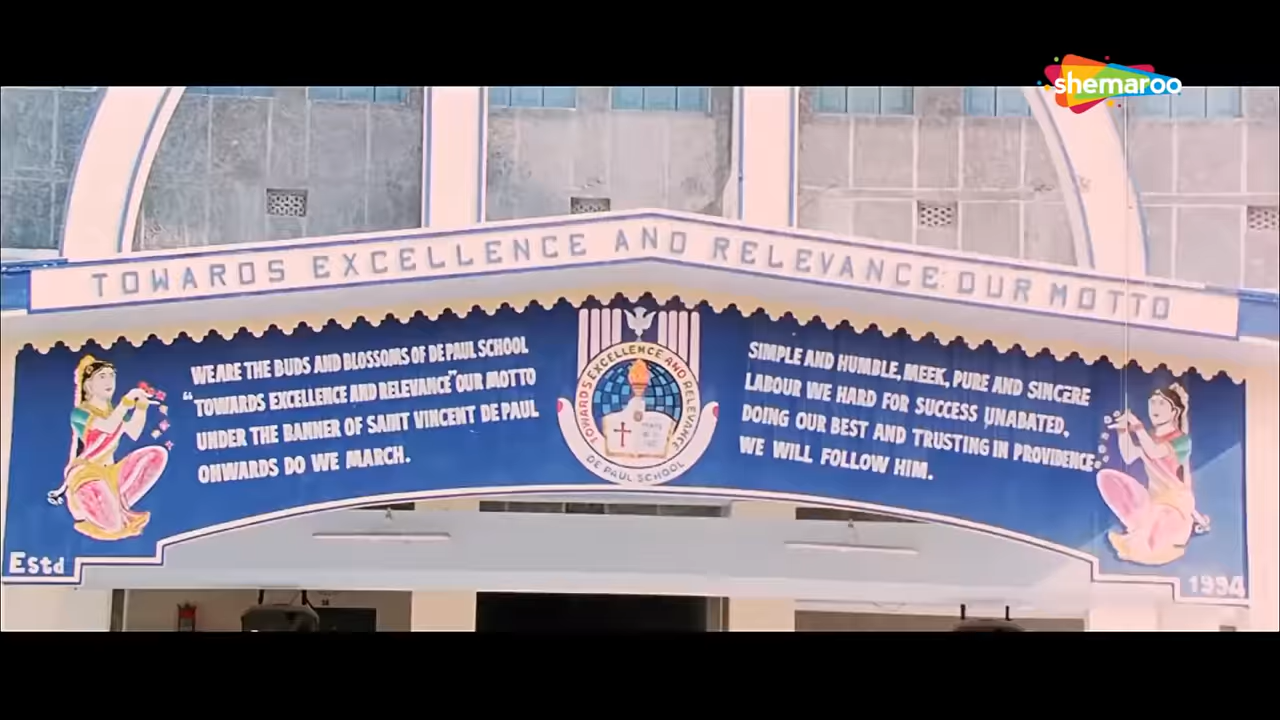 shemaroo
TOWARDS EXCELLENCE AND RELEVANCE: OUR MOTTO
WE ARE THE BUDS AND BLOSSOMS OF DE PAUL SCHOOL
"TOWARDS EXCELLENCE AND RELEVANCE" OUR MOTTO
UNDER THE BANNER OF SAINT VINCENT DE PAUL
ONWARDS DO WE MARCH.
TOWARDS EXCELLENCE AND RELEVANCE
DE PAUL SCHOOL
SIMPLE AND HUMBLE, MEEK, PURE AND SINCERE
LABOUR WE HARD FOR SUCCESS UNABATED.
DOING OUR BEST AND TRUSTING IN PROVIDENCE
WE WILL FOLLOW HIM.
Estd
1994